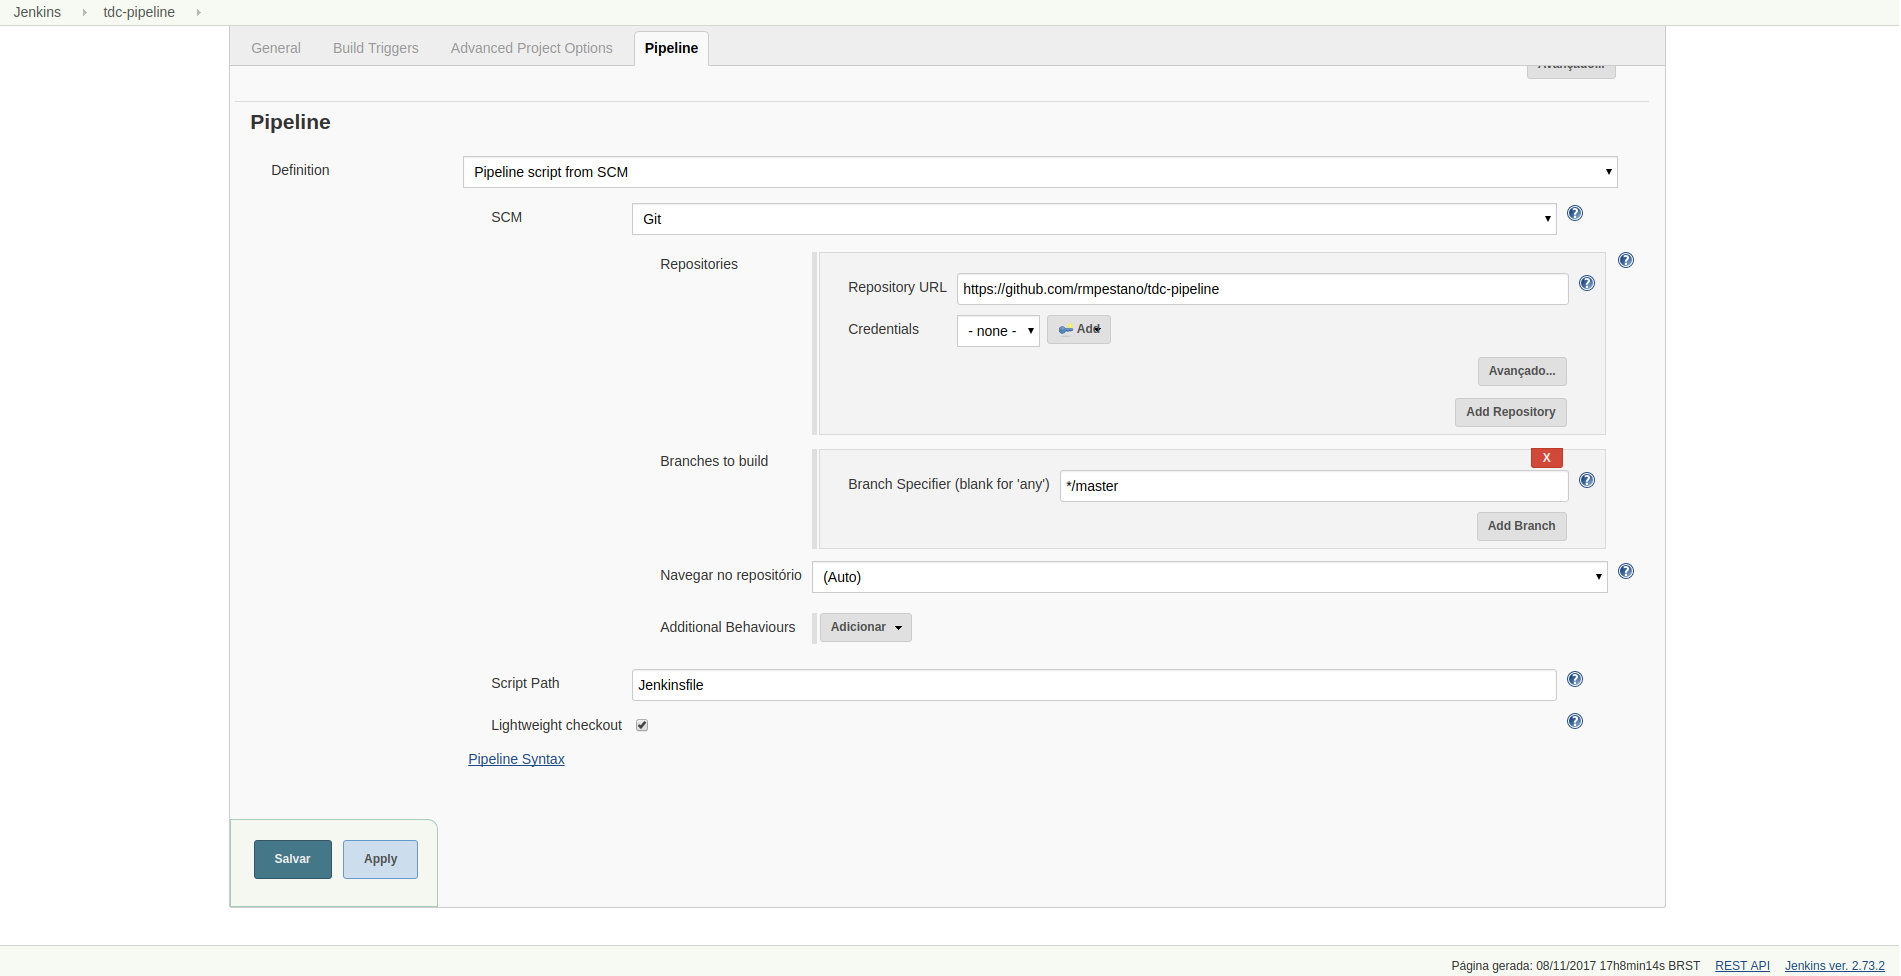 Jenkins tdc-pipeline
General Build Triggers Advanced Project Options Pipeline
Avançado...
Pipeline
Definition Pipeline script from SCM
SCM Git
Repositories
Repository URL https://github.com/rmpestano/tdc-pipeline
Credentials - none - Add
Avançado...
Add Repository
Branches to build
X
Branch Specifier (blank for 'any') */master
Add Branch
Navegar no repositório (Auto)
Additional Behaviours Adicionar
Script Path Jenkinsfile
Lightweight checkout
Pipeline Syntax
Salvar Apply
Página gerada: 08/11/2017 17h8min14s BRST REST API Jenkins ver. 2.73.2